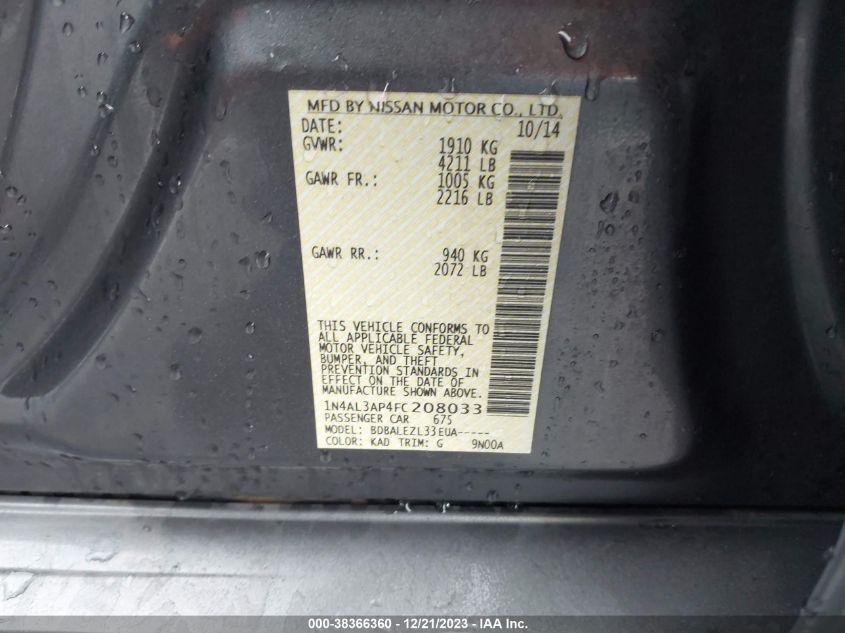 MFD BY NISSAN MOTOR CO., LTD.
DATE: 10/14
GVWR: 1910 KG
4211 LB
GAWR FR.: 1005 KG
2216 LB
GAWR RR.: 940 KG
2072 LB
THIS VEHICLE CONFORMS TO
ALL APPLICABLE FEDERAL
MOTOR VEHICLE SAFETY,
BUMPER, AND THEFT
PREVENTION STANDARDS IN
EFFECT ON THE DATE OF
MANUFACTURE SHOWN ABOVE.
1N4AL3AP4FC208033
PASSENGER CAR 675
MODEL: BDBALEZL33EUA-----
COLOR: KAD TRIM: G 9N00A
000-38366360 - 12/21/2023 - IAA Inc.